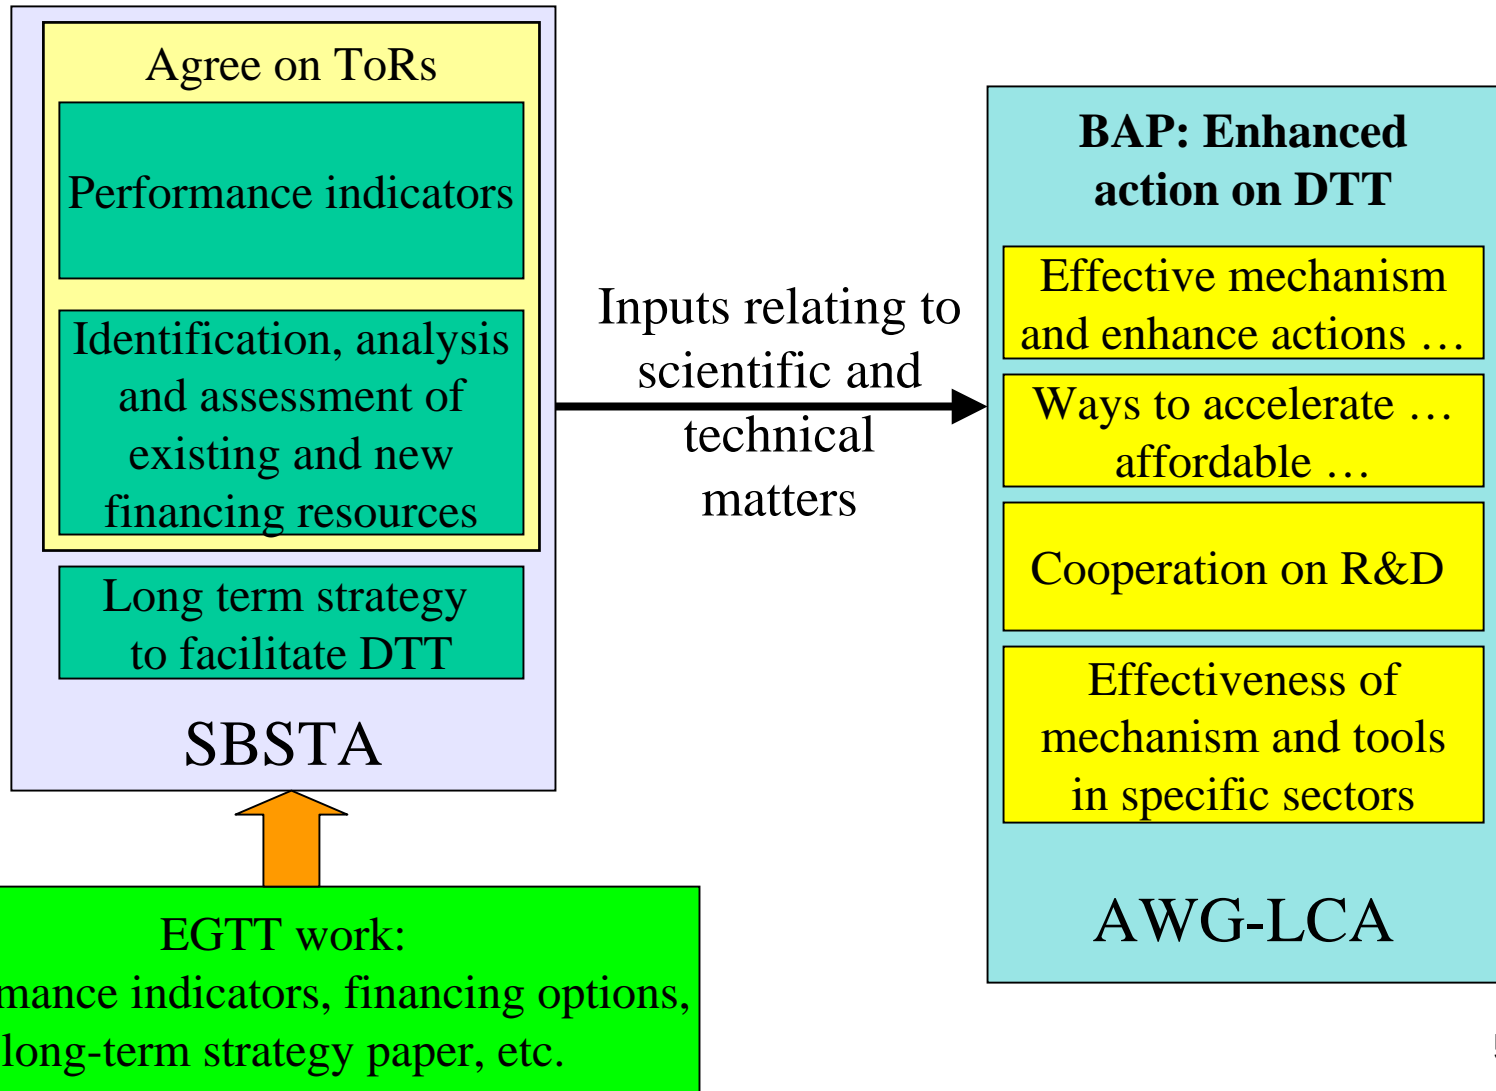 Agree on ToRs
Performance indicators
Identification, analysis
and assessment of
existing and new
financing resources
Long term strategy
to facilitate DTT
SBSTA
Inputs relating to
scientific and
technical
matters
BAP: Enhanced
action on DTT
Effective mechanism
and enhance actions …
Ways to accelerate …
affordable …
Cooperation on R&D
Effectiveness of
mechanism and tools
in specific sectors
AWG-LCA
EGTT work:
mance indicators, financing options,
long-term strategy paper, etc.